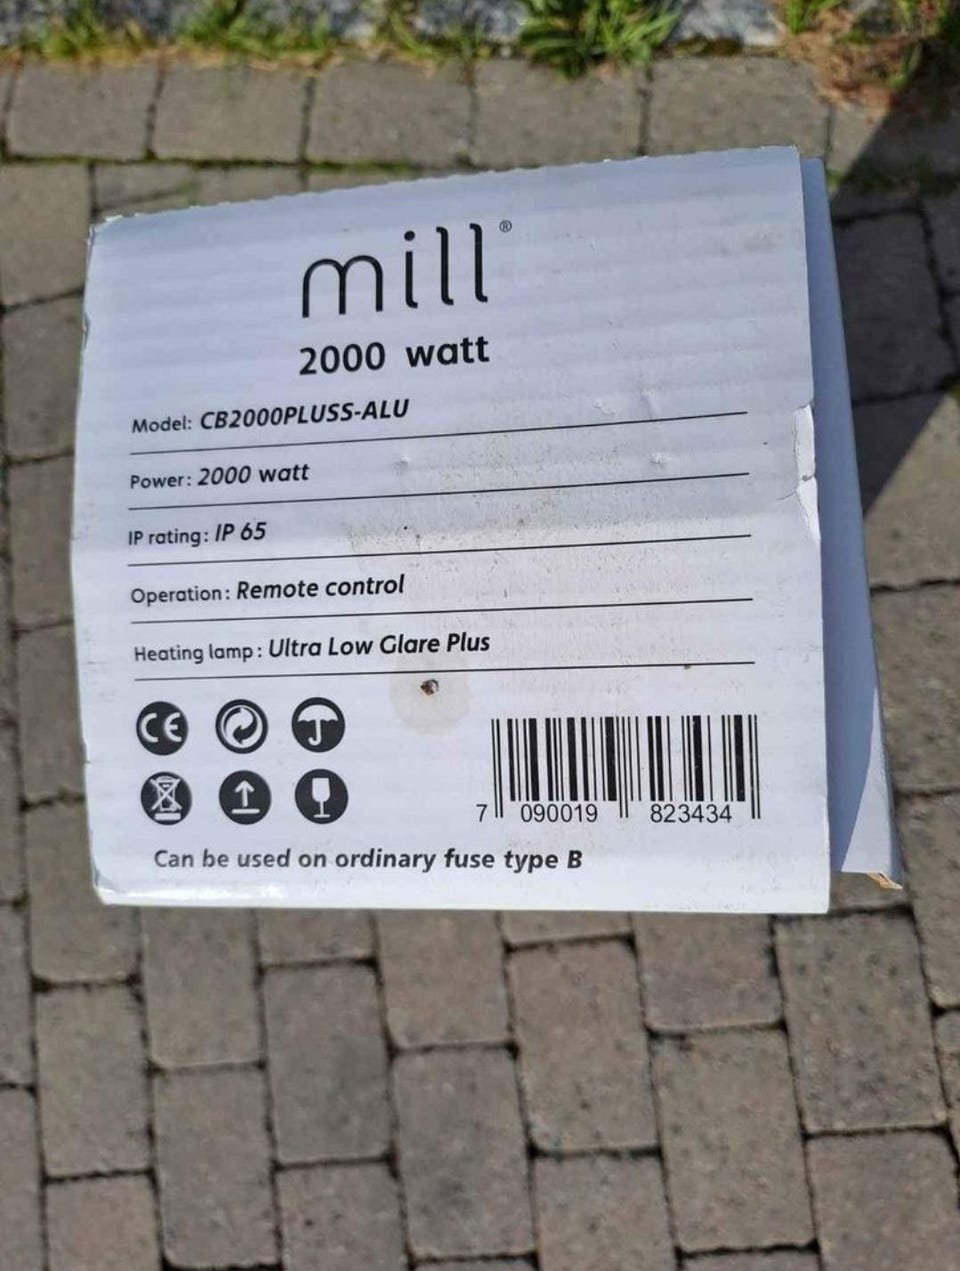 mill®
2000 watt
Model: CB2000PLUSS-ALU
Power: 2000 watt
IP rating: IP 65
Operation: Remote control
Heating lamp: Ultra Low Glare Plus
CE
7 090019 823434
Can be used on ordinary fuse type B